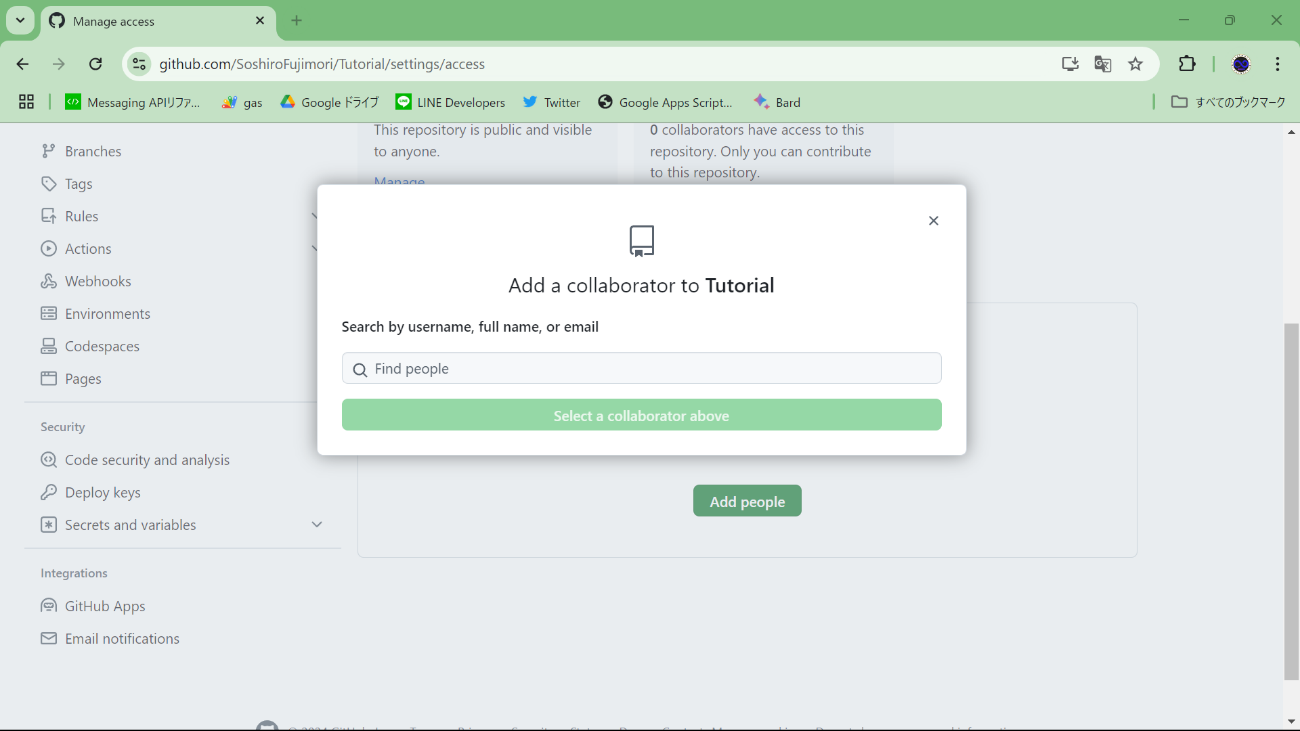 Manage access
github.com/SoshiroFujimori/Tutorial/settings/access
Messaging APIリファ...
gas
Google ドライブ
LINE Developers
Twitter
Google Apps Script...
Bard
すべてのブックマーク
This repository is public and visible
to anyone.
Manage
0 collaborators have access to this
repository. Only you can contribute
to this repository.
Branches
Tags
Rules
Actions
Webhooks
Environments
Codespaces
Pages
Security
Code security and analysis
Deploy keys
Secrets and variables
Integrations
GitHub Apps
Email notifications
Add a collaborator to Tutorial
Search by username, full name, or email
Find people
Select a collaborator above
Add people